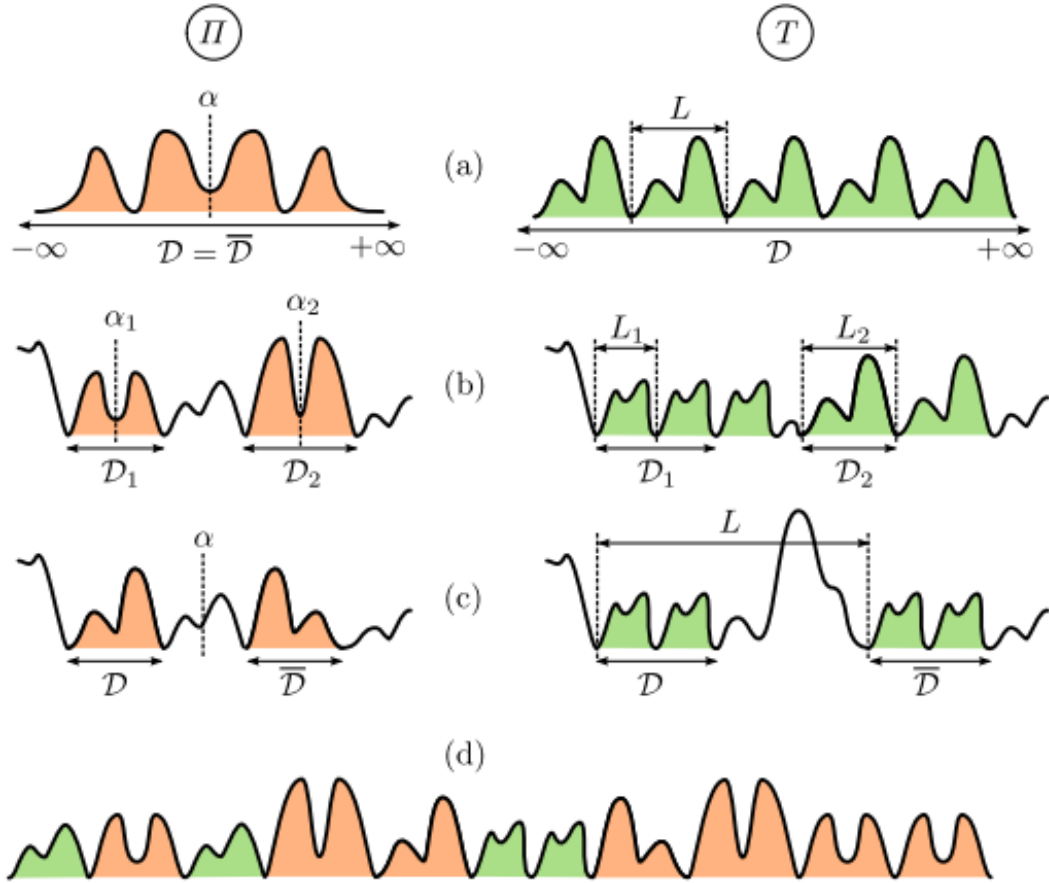 Π T
α L
(a)
−∞ 𝒟 = 𝒟̅ +∞ −∞ 𝒟 +∞
α₁ α₂ L₁ L₂
(b)
𝒟₁ 𝒟₂ 𝒟₁ 𝒟₂
α L
(c)
𝒟 𝒟̅ 𝒟 𝒟̅
(d)